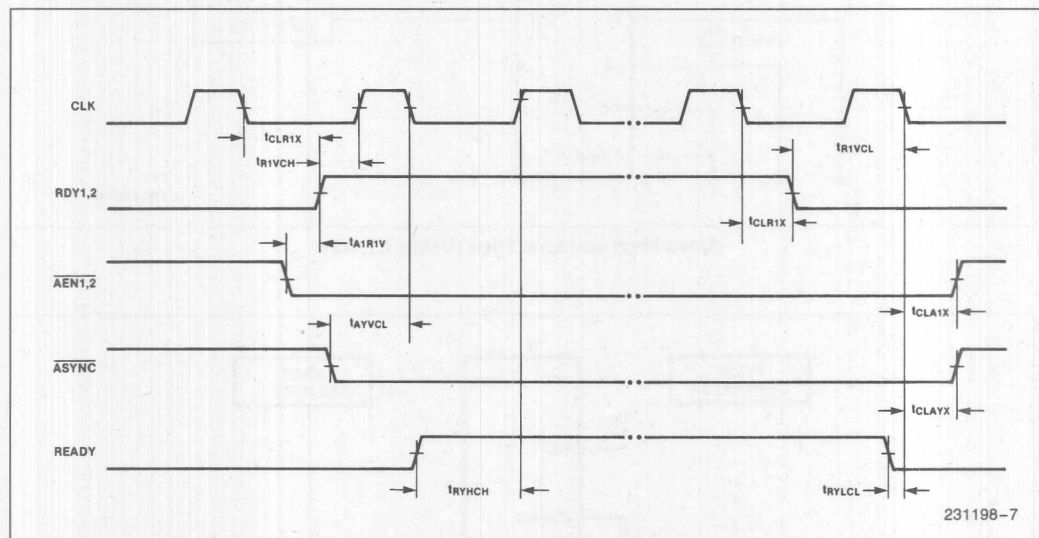 CLK
tCLR1X
tR1VCH
tR1VCL
RDY1,2
tCLR1X
tA1R1V
AEN1,2
tCLA1X
tAYVCL
ASYNC
tCLAYX
READY
tRYHCH
tRYLCL
231198-7